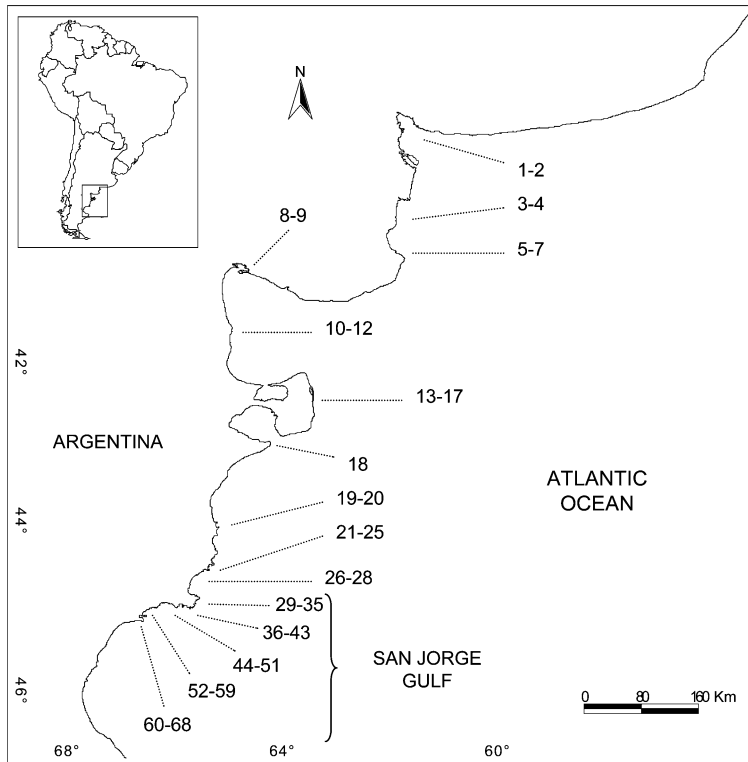 N
1-2
3-4
8-9
5-7
10-12
42°
13-17
ARGENTINA
18
ATLANTIC
OCEAN
19-20
44°
21-25
26-28
29-35
36-43
SAN JORGE
GULF
44-51
46°
52-59
0 80 160 Km
60-68
68° 64° 60°